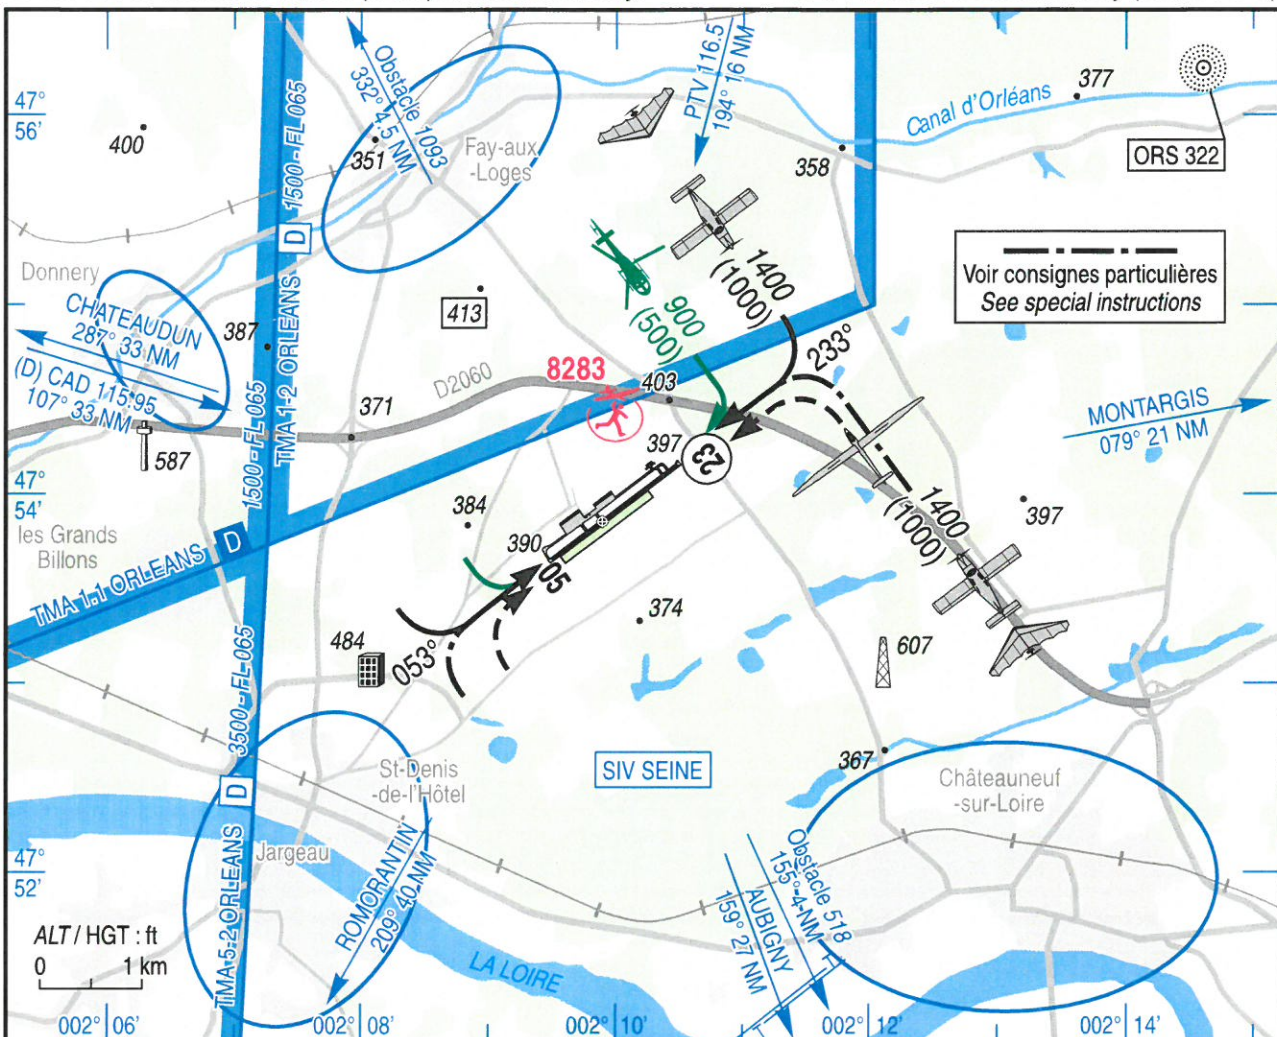 Obstacle 1093
332° 4.5 NM
PTV 116.5
194° 16 NM
377
Canal d'Orléans
47°
56'
400
351
Fay-aux
-Loges
358
ORS 322
1500 - FL 065
1500 - FL 065
D
TMA 1-2 ORLEANS
Voir consignes particulières
See special instructions
Donnery
CHATEAUDUN
287° 33 NM
(D) CAD 115.95
107° 33 NM
387
413
1400
(1000)
900
(500)
233°
8283
403
D2060
371
MONTARGIS
079° 21 NM
587
397
23
47°
54'
1500 - FL 065
les Grands
Billons
D
TMA 1.1 ORLEANS
384
390
05
1400
(1000)
397
374
484
053°
607
3500 - FL 065
D
TMA 5-2 ORLEANS
SIV SEINE
367
St-Denis
-de-l'Hôtel
Châteauneuf
-sur-Loire
47°
52'
Jargeau
ROMORANTIN
209° 40 NM
Obstacle 518
155°-4-NM
AUBIGNY
159° 27 NM
LA LOIRE
ALT / HGT : ft
0 1 km
002° 06' 002° 08' 002° 10' 002° 12' 002° 14'